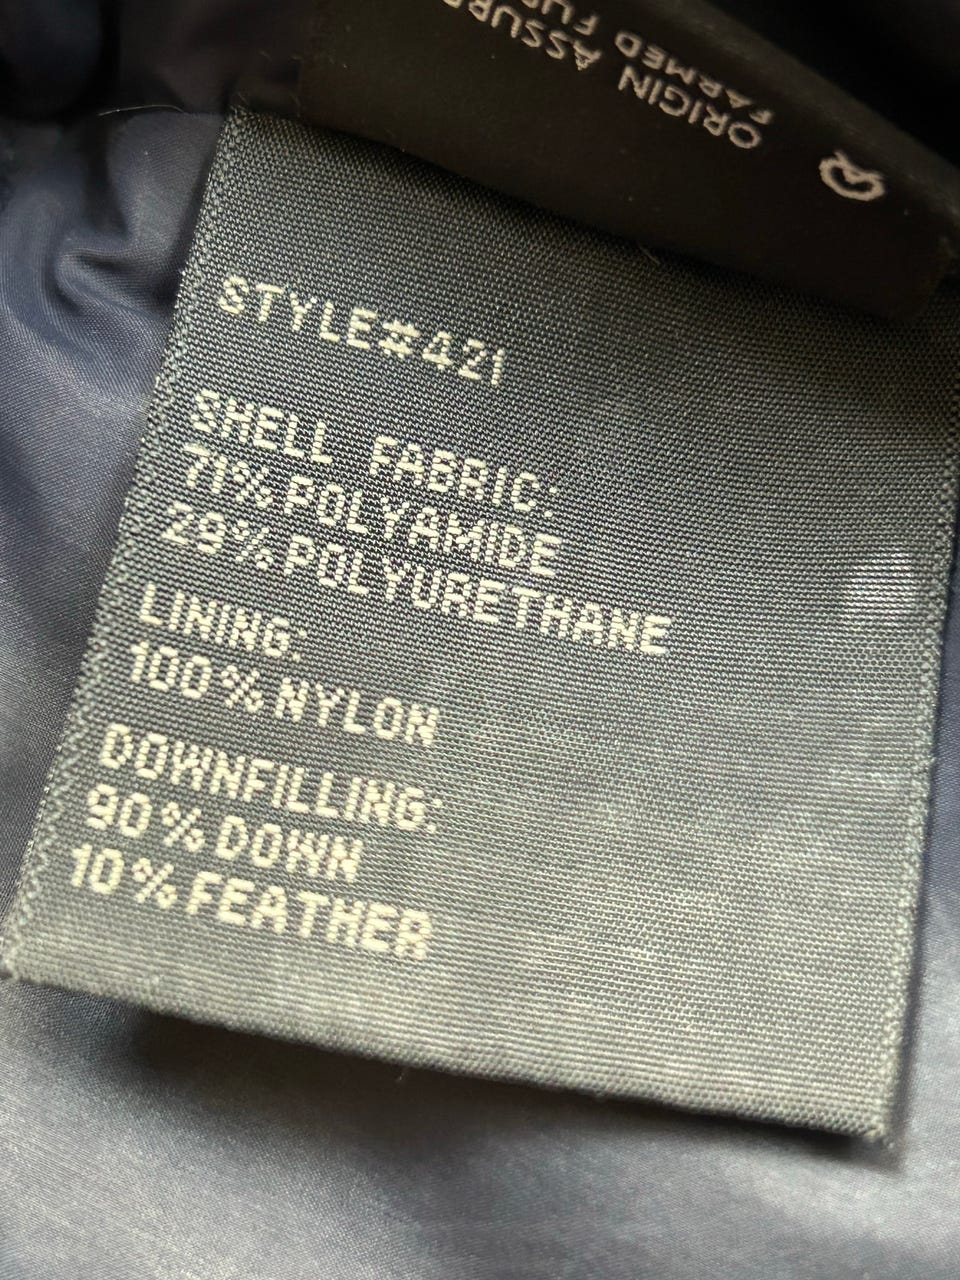 ORIGIN ASSURED
FARMED FUR
STYLE#421
SHELL FABRIC:
71%POLYAMIDE
29%POLYURETHANE
LINING:
100%NYLON
DOWNFILLING:
90%DOWN
10%FEATHER